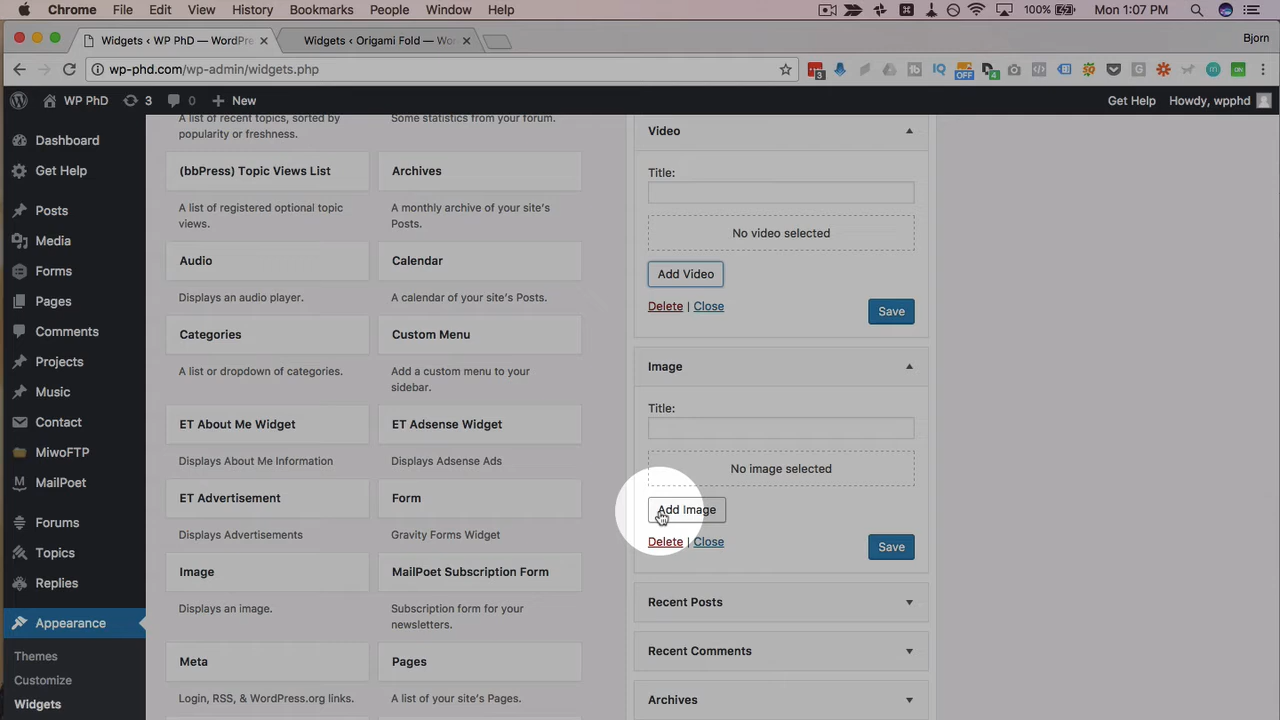 Chrome File Edit View History Bookmarks People Window Help 100% Mon 1:07 PM
Widgets ‹ WP PhD — WordPre
Widgets ‹ Origami Fold — Wor
Bjorn
wp-phd.com/wp-admin/widgets.php
WP PhD 3 0 New Get Help Howdy, wpphd
Dashboard
Get Help
Posts
Media
Forms
Pages
Comments
Projects
Music
Contact
MiwoFTP
MailPoet
Forums
Topics
Replies
Appearance
Themes
Customize
Widgets
A list of recent topics, sorted by
popularity or freshness.
(bbPress) Topic Views List
A list of registered optional topic
views.
Audio
Displays an audio player.
Categories
A list or dropdown of categories.
ET About Me Widget
Displays About Me Information
ET Advertisement
Displays Advertisements
Image
Displays an image.
Meta
Login, RSS, & WordPress.org links.
Some statistics from your forum.
Archives
A monthly archive of your site's
Posts.
Calendar
A calendar of your site's Posts.
Custom Menu
Add a custom menu to your
sidebar.
ET Adsense Widget
Displays Adsense Ads
Form
Gravity Forms Widget
MailPoet Subscription Form
Subscription form for your
newsletters.
Pages
A list of your site's Pages.
Video
Title:
No video selected
Add Video
Delete | Close
Save
Image
Title:
No image selected
Add Image
Delete | Close
Save
Recent Posts
Recent Comments
Archives